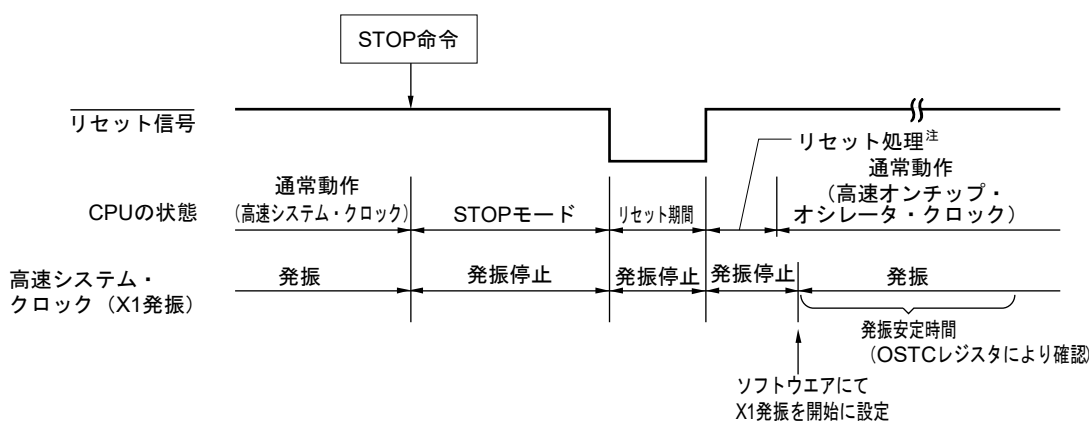 STOP命令
リセット信号
リセット処理注
通常動作
(高速システム・クロック)
通常動作
(高速オンチップ・
オシレータ・クロック)
CPUの状態
STOPモード
リセット期間
高速システム・
クロック（X1発振）
発振
発振停止
発振停止
発振停止
発振
発振安定時間
（OSTCレジスタにより確認）
ソフトウエアにて
X1発振を開始に設定